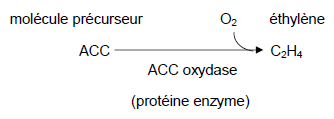 molécule précurseur O₂ éthylène
ACC C₂H₄
ACC oxydase
(protéine enzyme)